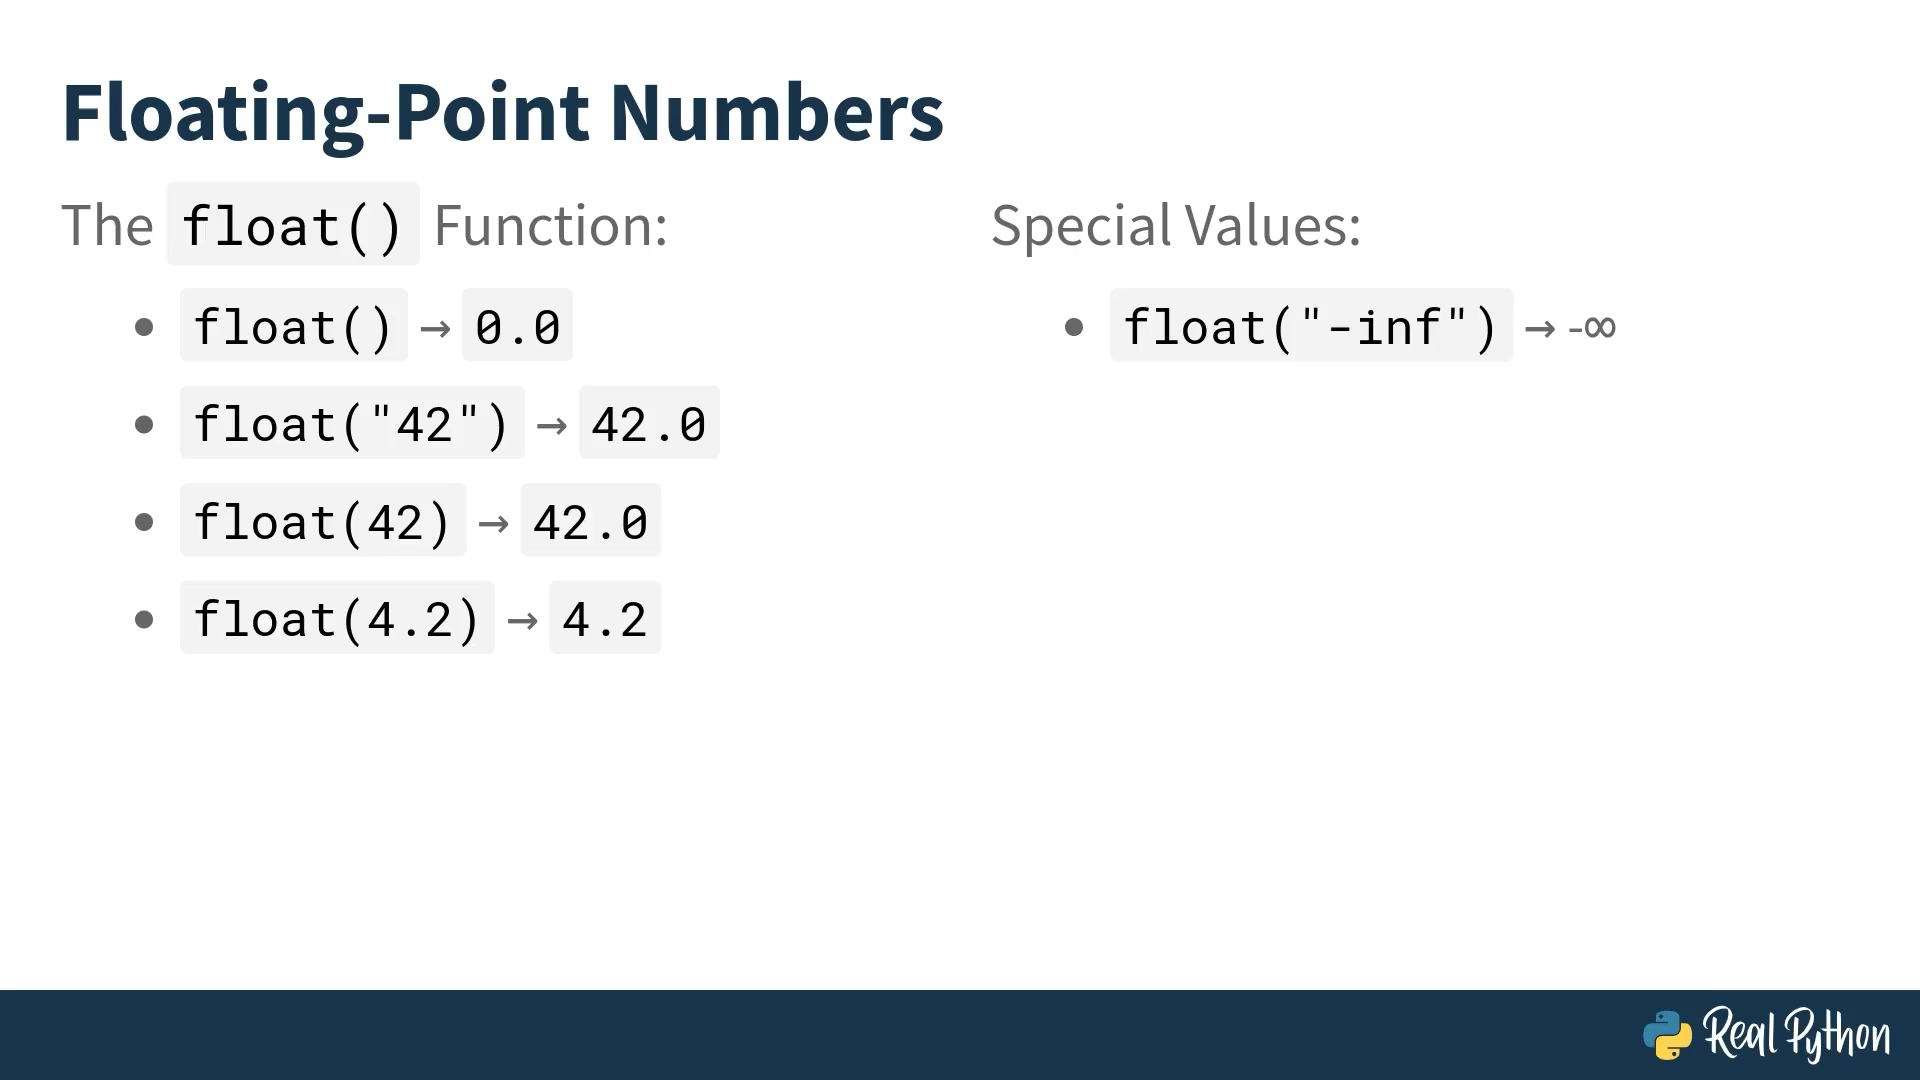 Floating-Point Numbers
The float() Function:
• float() → 0.0
• float("42") → 42.0
• float(42) → 42.0
• float(4.2) → 4.2
Special Values:
• float("-inf") → -∞
Real Python